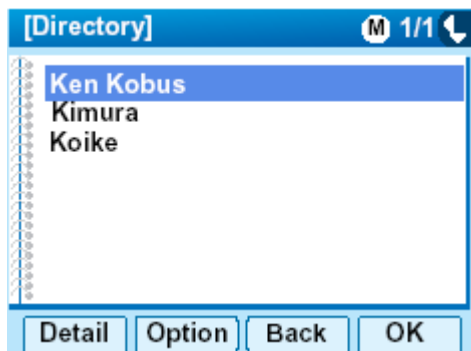 [Directory] M 1/1
Ken Kobus
Kimura
Koike
Detail Option Back OK